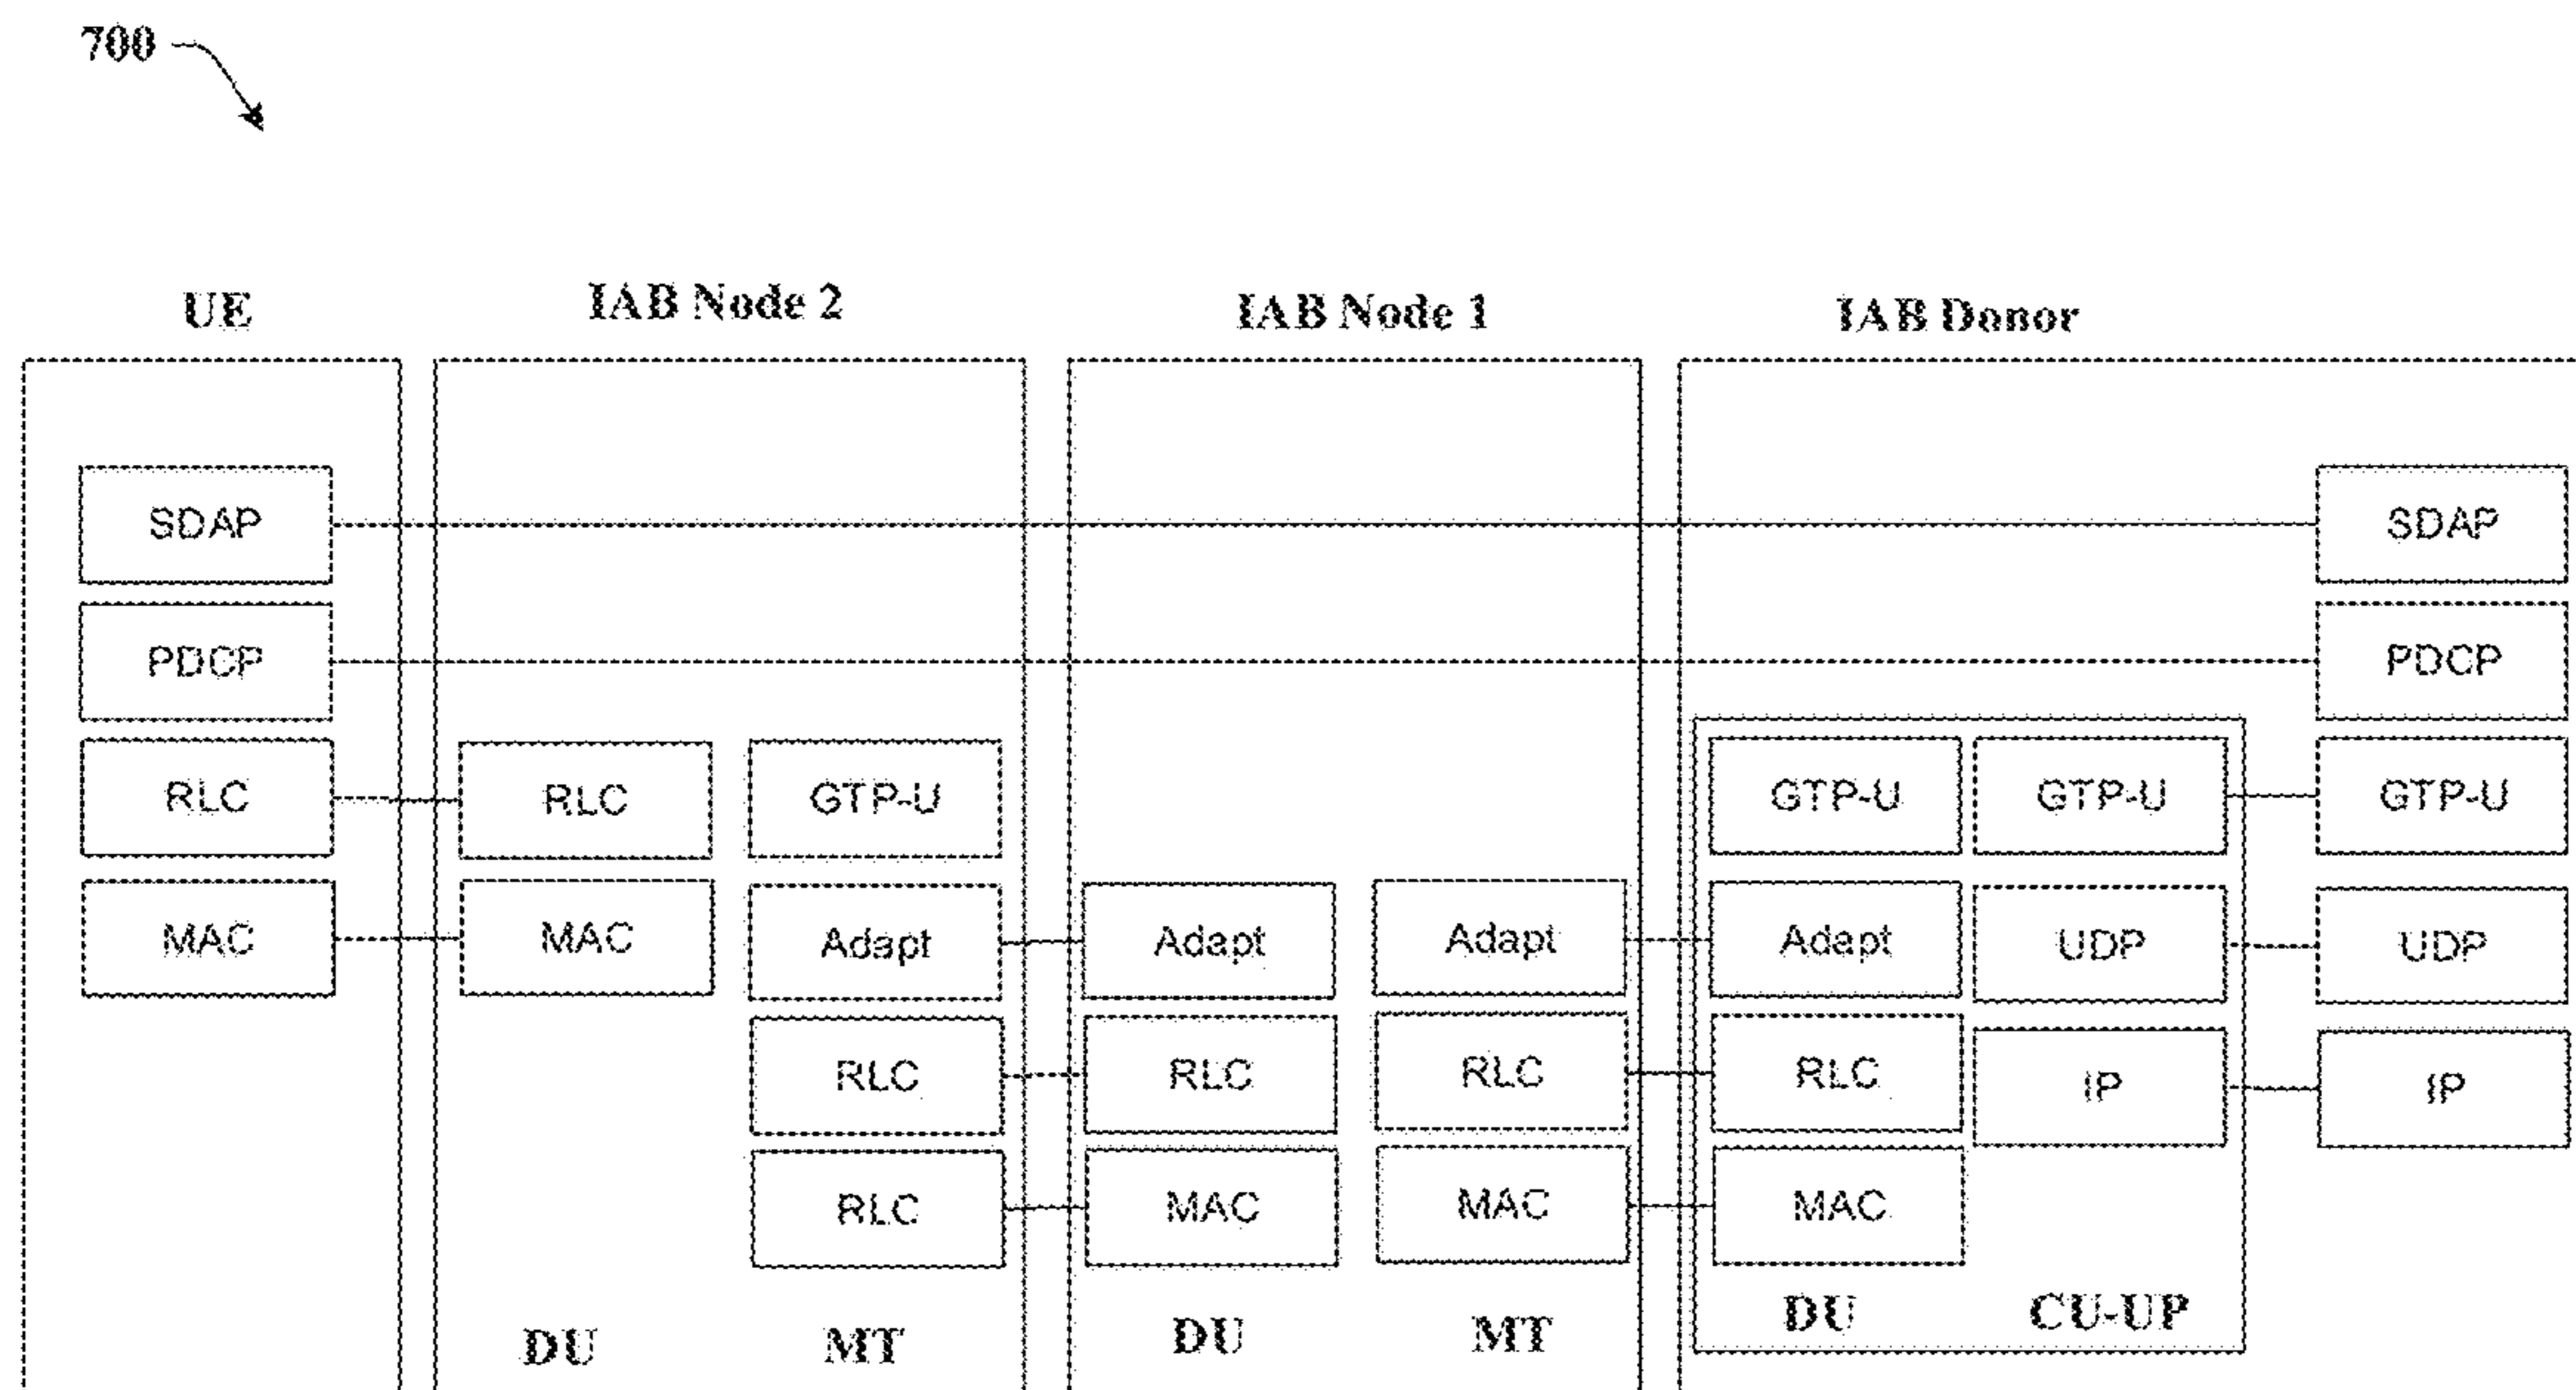 700
UE
IAB Node 2
IAB Node 1
IAB Donor
SDAP
SDAP
PDCP
PDCP
RLC
RLC
GTP-U
GTP-U
GTP-U
GTP-U
MAC
MAC
Adapt
Adapt
Adapt
Adapt
UDP
UDP
RLC
RLC
RLC
RLC
IP
IP
RLC
MAC
MAC
MAC
DU
MT
DU
MT
DU
CU-UP